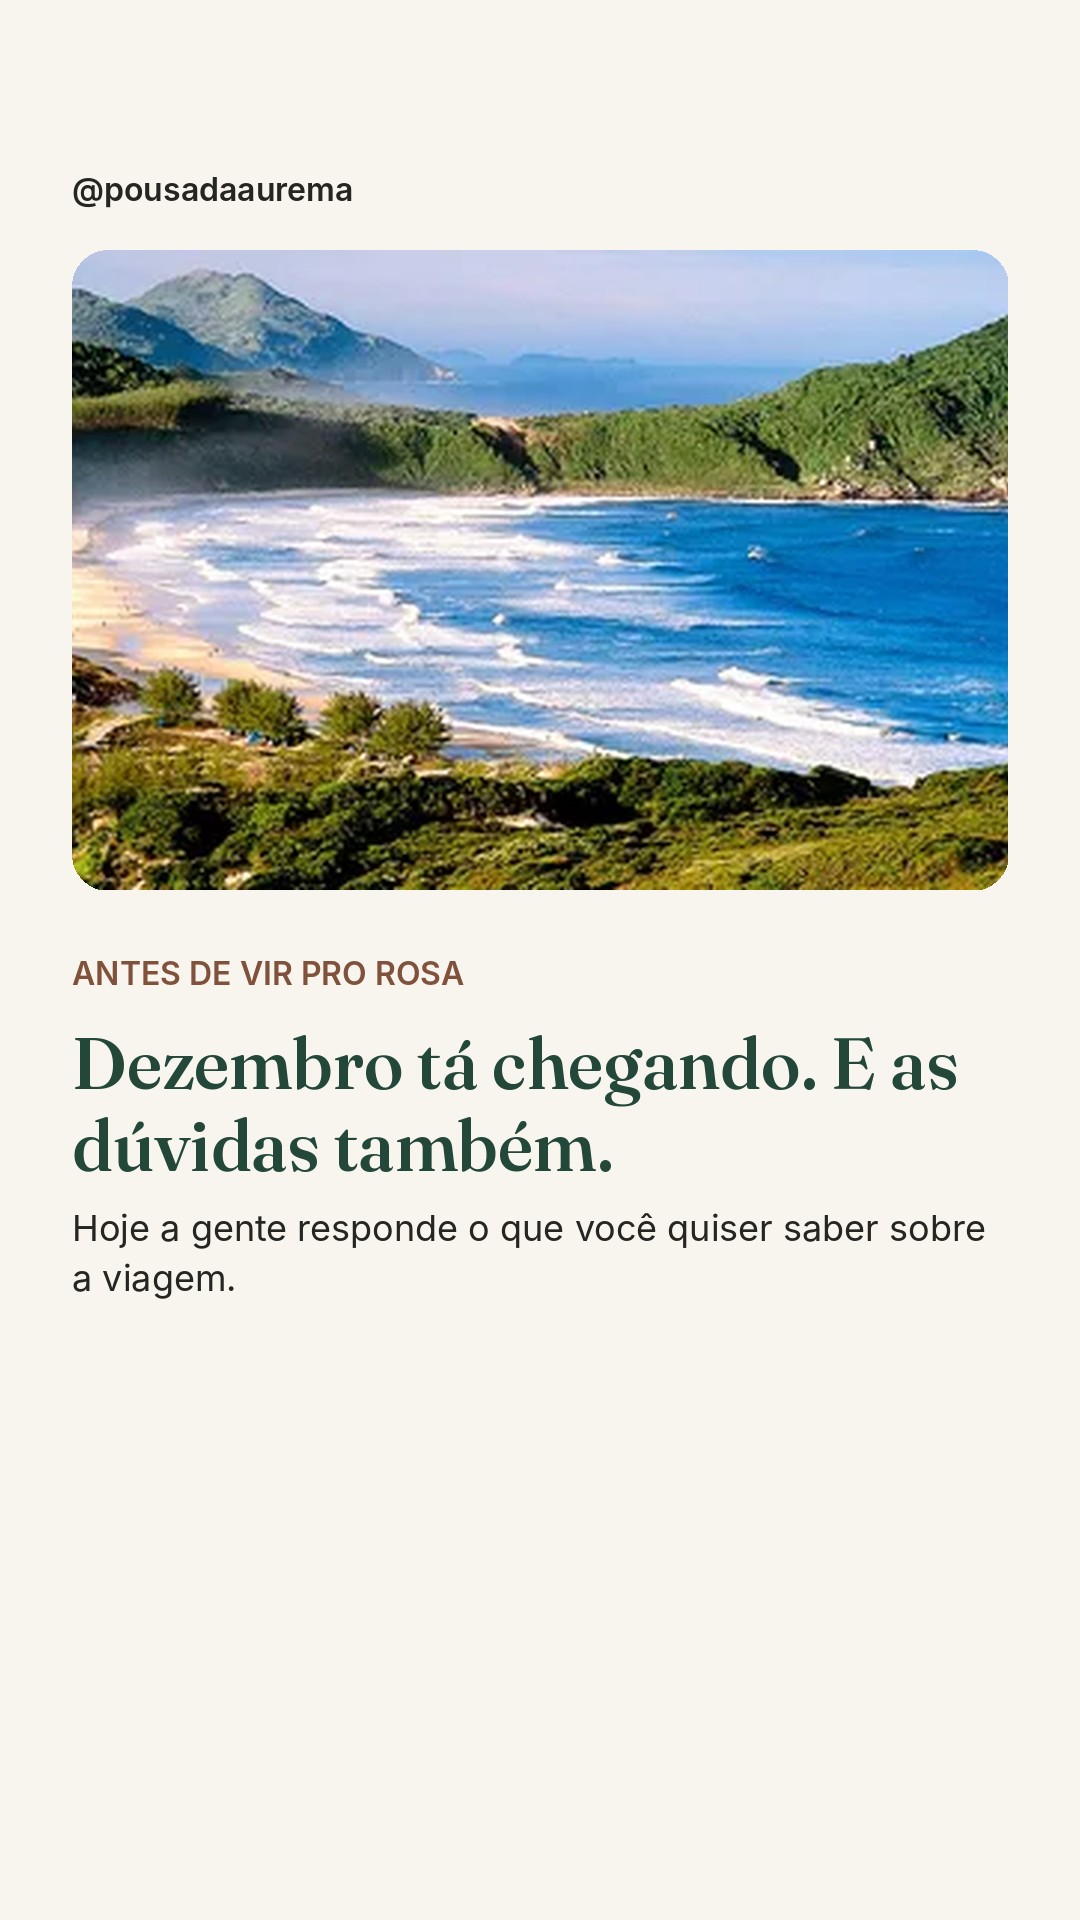 @pousadaaurema
ANTES DE VIR PRO ROSA
Dezembro tá chegando. E as
dúvidas também.
Hoje a gente responde o que você quiser saber sobre
a viagem.